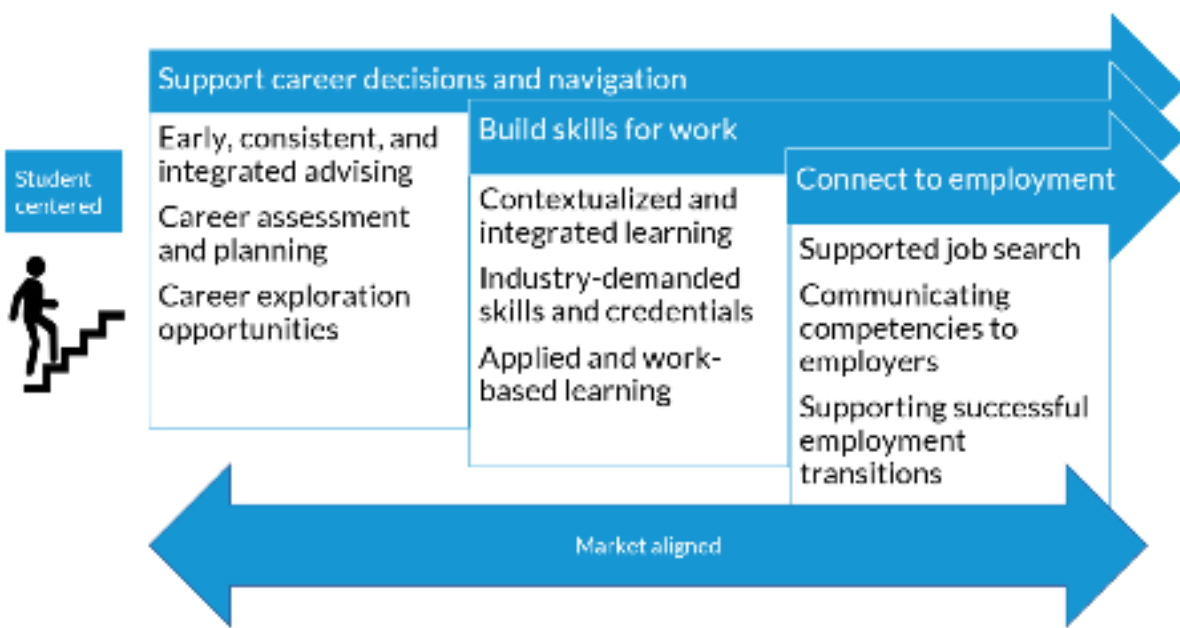 Student
centered
Support career decisions and navigation
Early, consistent, and
integrated advising
Career assessment
and planning
Career exploration
opportunities
Build skills for work
Contextualized and
integrated learning
Industry-demanded
skills and credentials
Applied and work-
based learning
Connect to employment
Supported job search
Communicating
competencies to
employers
Supporting successful
employment
transitions
Market aligned